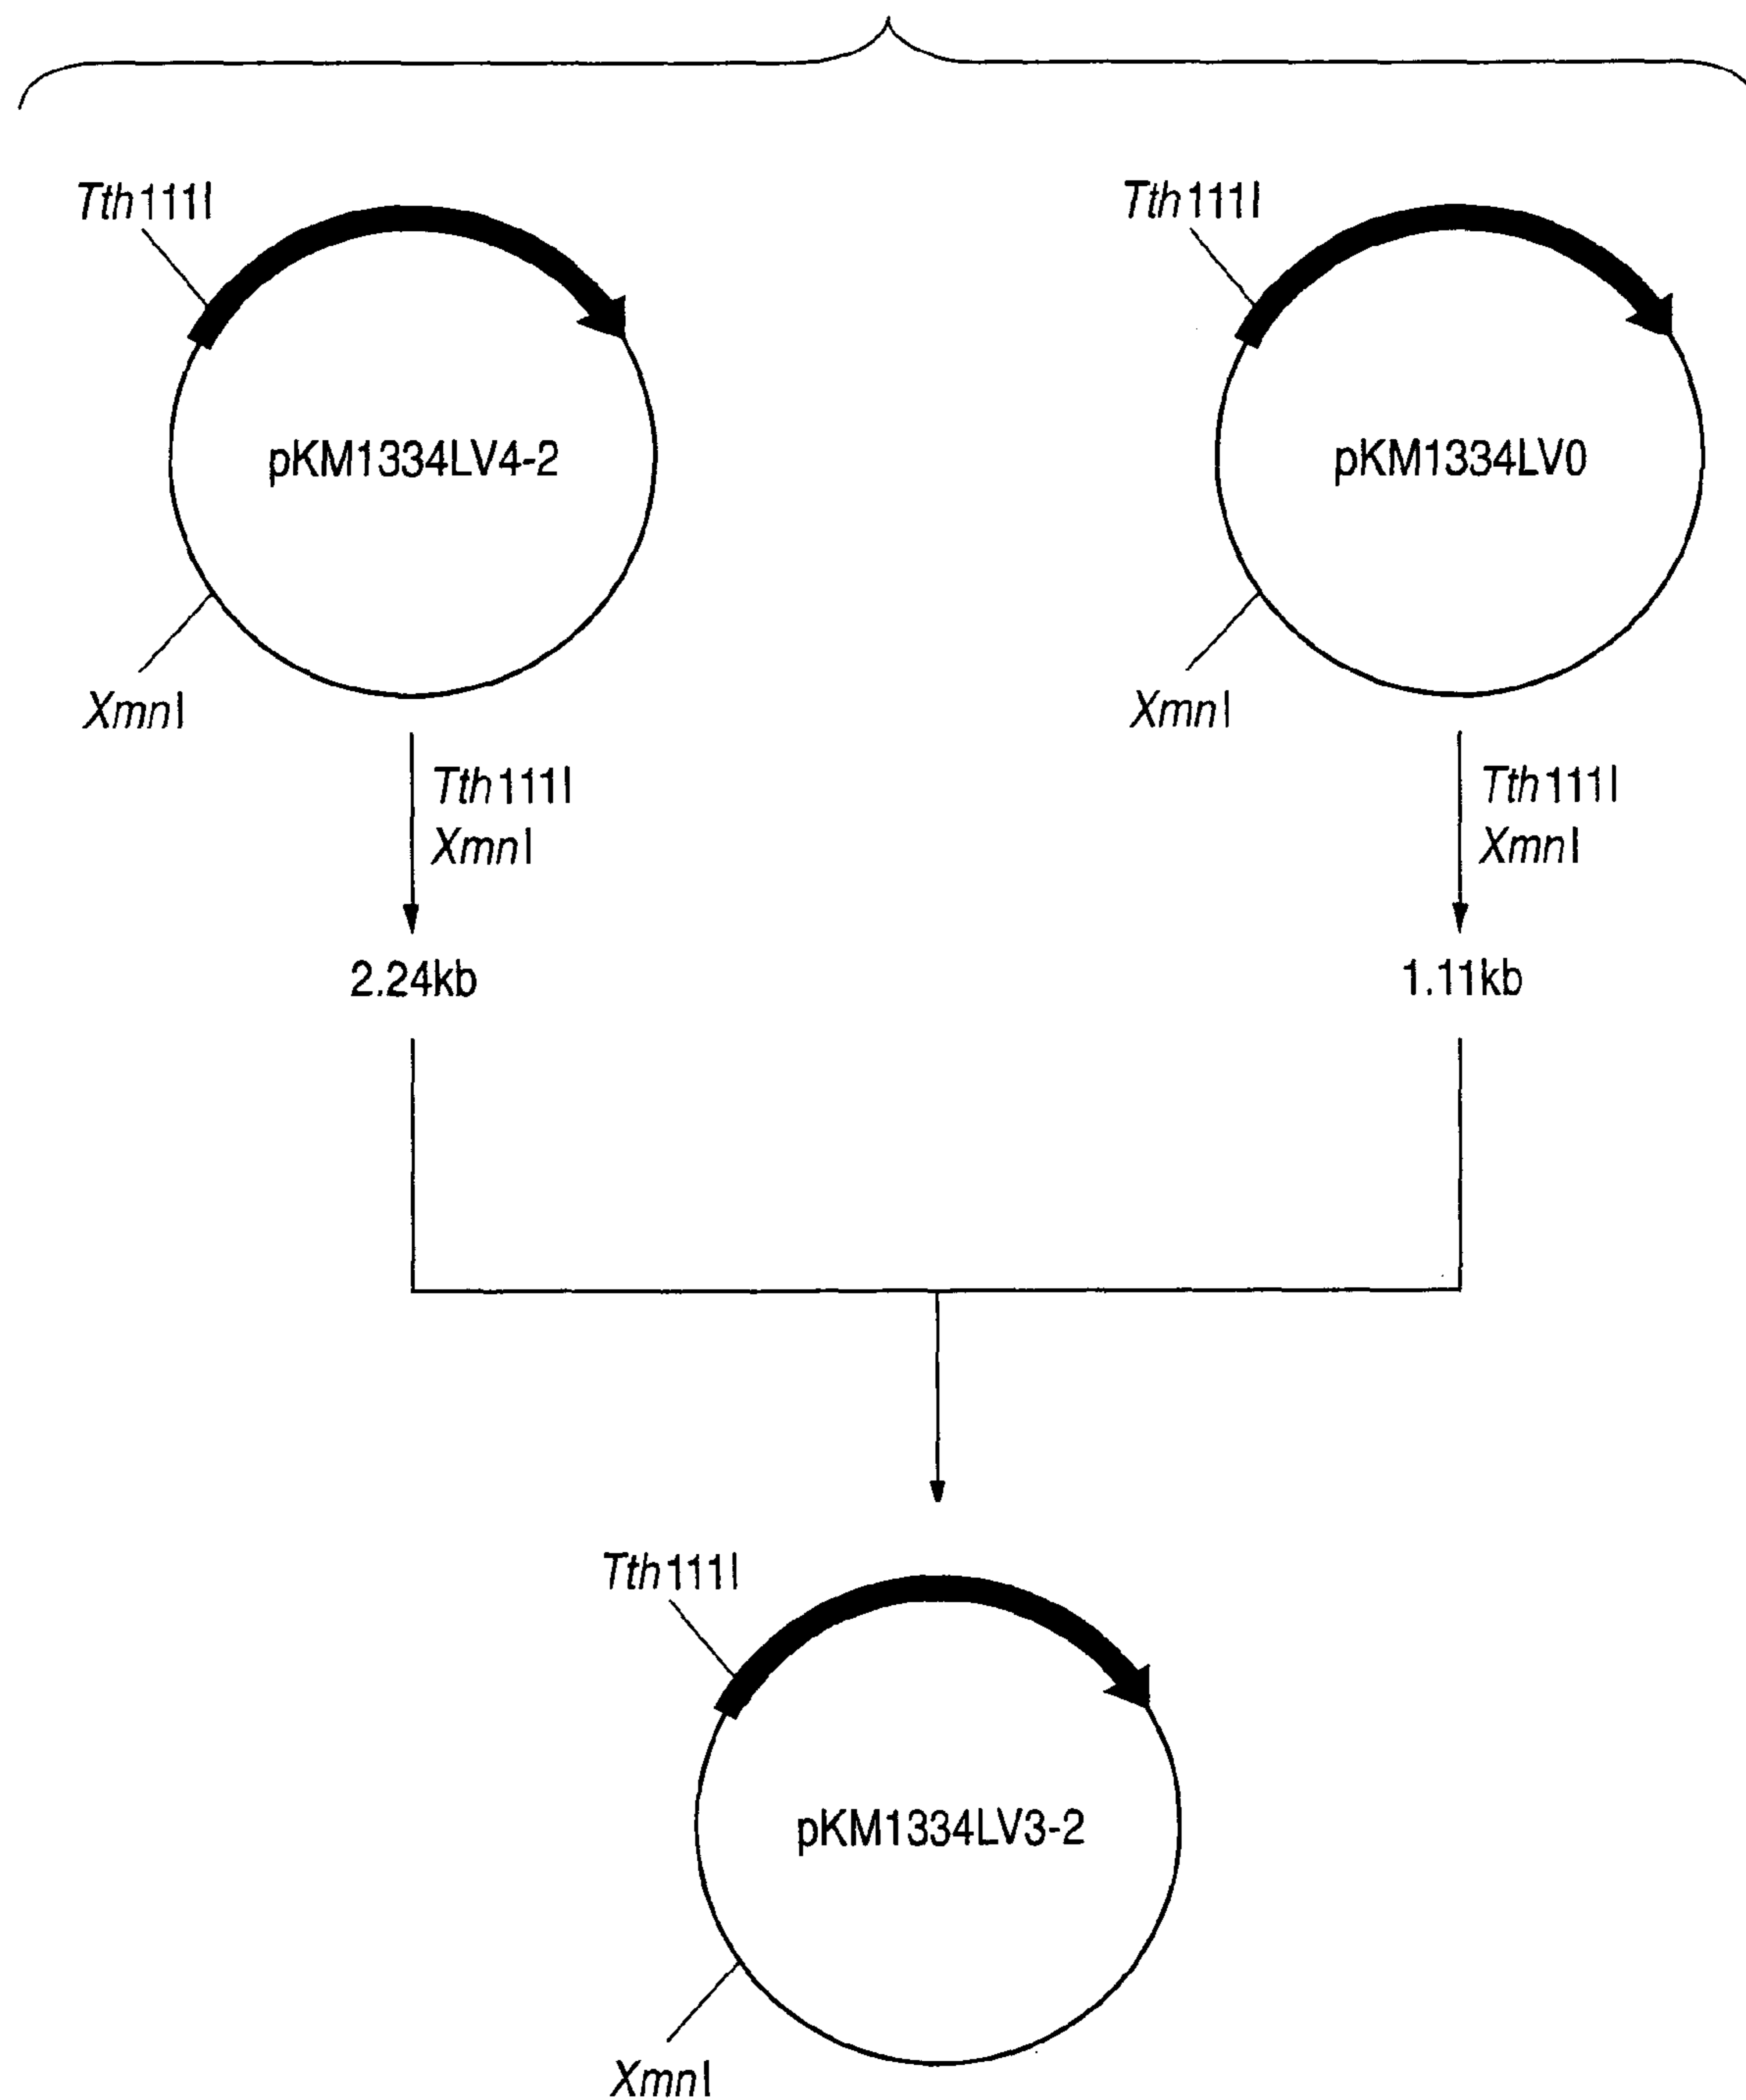 Tth111I
Tth111I
pKM1334LV4-2
pKM1334LV0
XmnI
XmnI
Tth111I
XmnI
Tth111I
XmnI
2.24kb
1.11kb
Tth111I
pKM1334LV3-2
XmnI